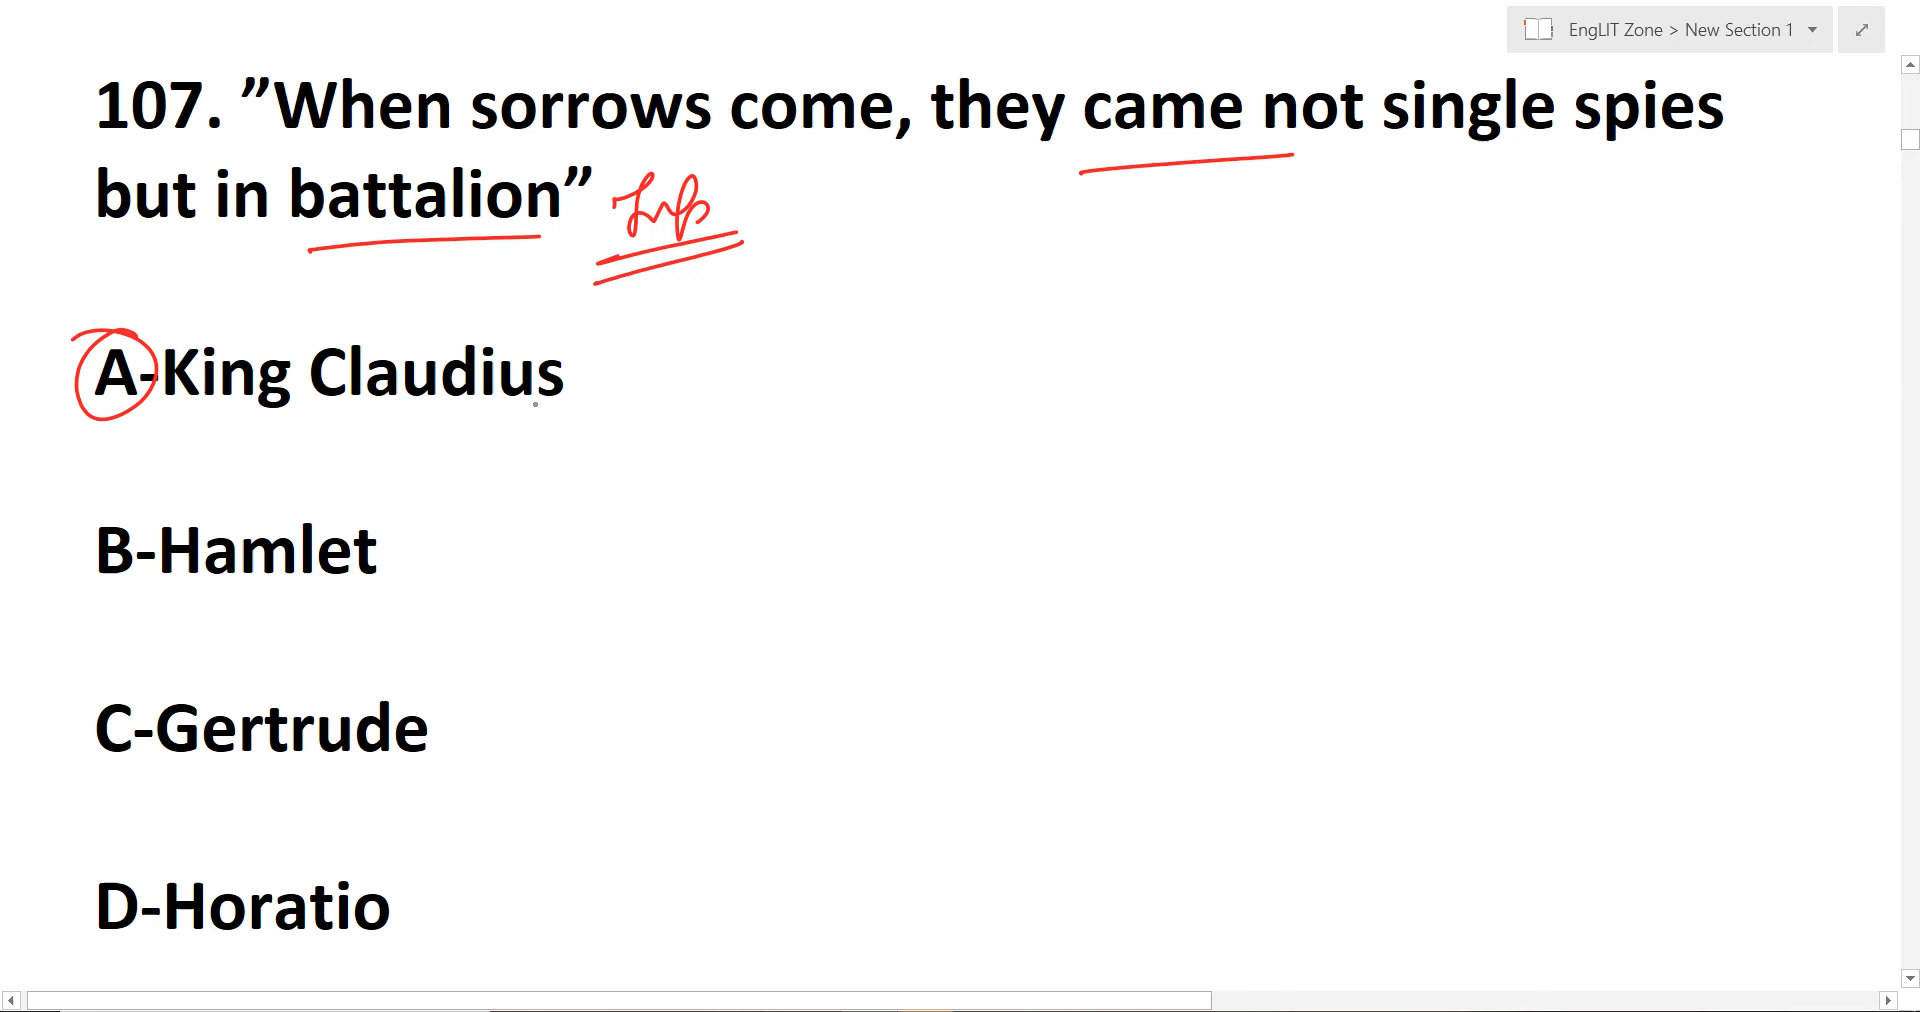 EngLIT Zone > New Section 1
107. ”When sorrows come, they came not single spies
but in battalion”
Imp
A-King Claudius
B-Hamlet
C-Gertrude
D-Horatio